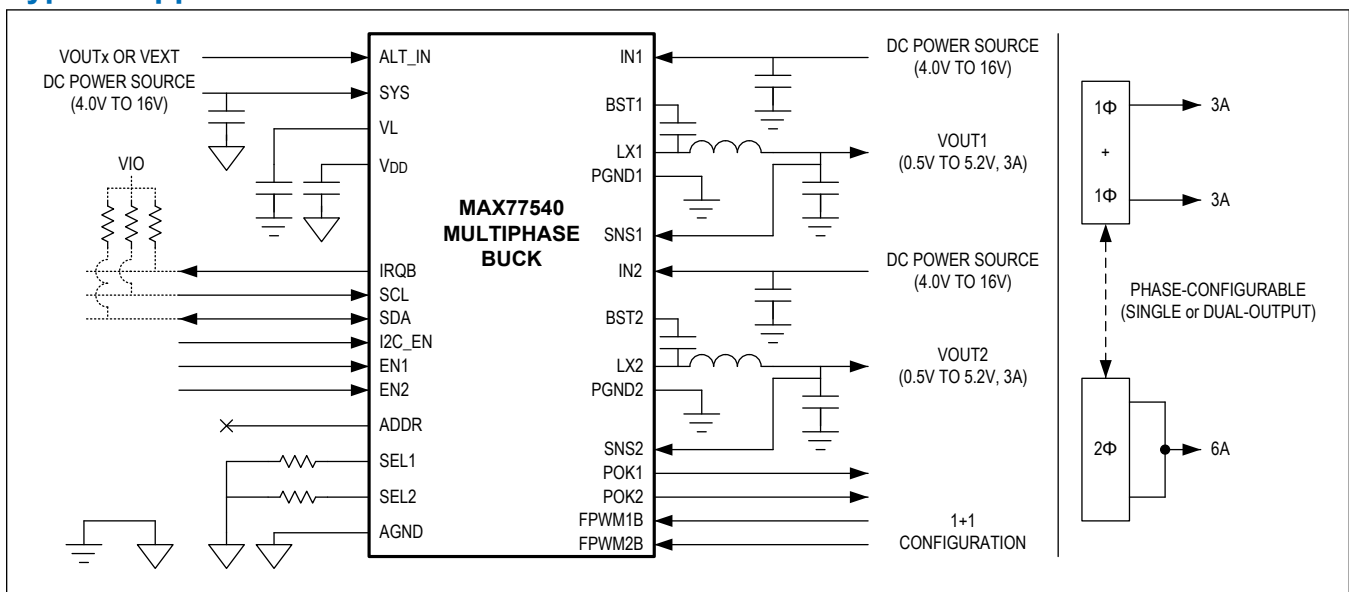 VOUTx OR VEXT
DC POWER SOURCE
(4.0V TO 16V)
VIO
ALT_IN
SYS
VL
VDD
IRQB
SCL
SDA
I2C_EN
EN1
EN2
ADDR
SEL1
SEL2
AGND
MAX77540
MULTIPHASE
BUCK
IN1
BST1
LX1
PGND1
SNS1
IN2
BST2
LX2
PGND2
SNS2
POK1
POK2
FPWM1B
FPWM2B
DC POWER SOURCE
(4.0V TO 16V)
VOUT1
(0.5V TO 5.2V, 3A)
DC POWER SOURCE
(4.0V TO 16V)
VOUT2
(0.5V TO 5.2V, 3A)
1+1
CONFIGURATION
1Φ
+
1Φ
3A
3A
PHASE-CONFIGURABLE
(SINGLE or DUAL-OUTPUT)
2Φ
6A